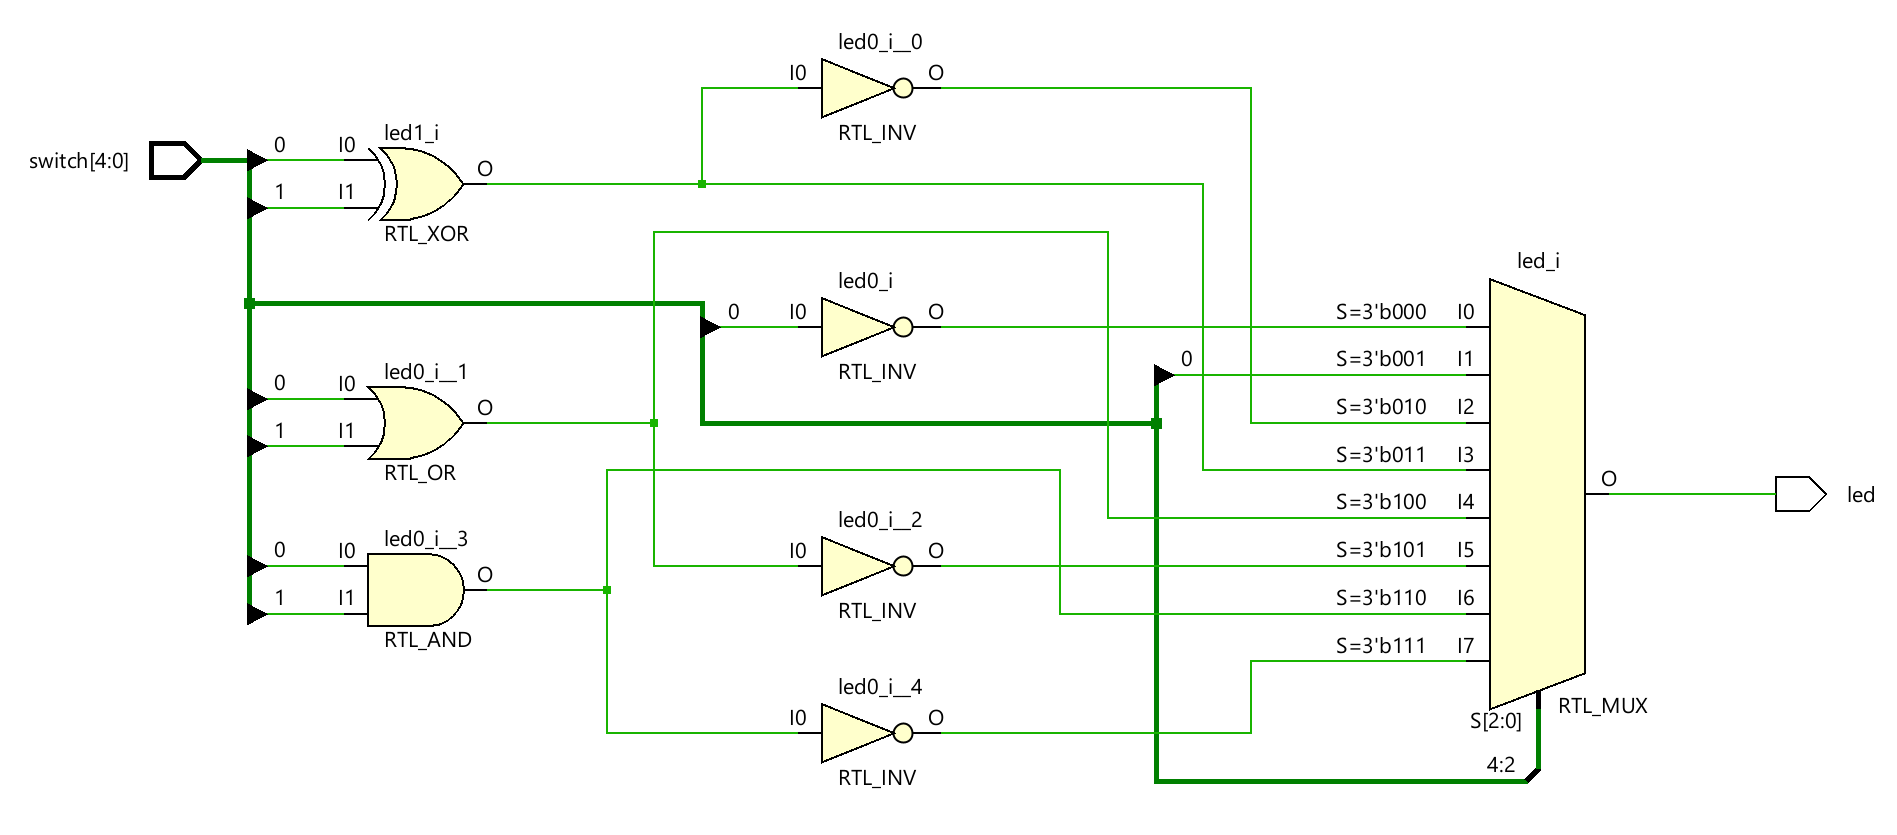 led0_i__0
I0
O
RTL_INV
switch[4:0]
0
I0
led1_i
O
1
I1
RTL_XOR
led0_i
0
I0
O
RTL_INV
led0_i__1
0
I0
O
1
I1
RTL_OR
led0_i__2
I0
O
RTL_INV
led0_i__3
0
I0
O
1
I1
RTL_AND
led0_i__4
I0
O
RTL_INV
led_i
S=3'b000 I0
0
S=3'b001 I1
S=3'b010 I2
S=3'b011 I3
S=3'b100 I4
S=3'b101 I5
S=3'b110 I6
S=3'b111 I7
O
led
RTL_MUX
S[2:0]
4:2